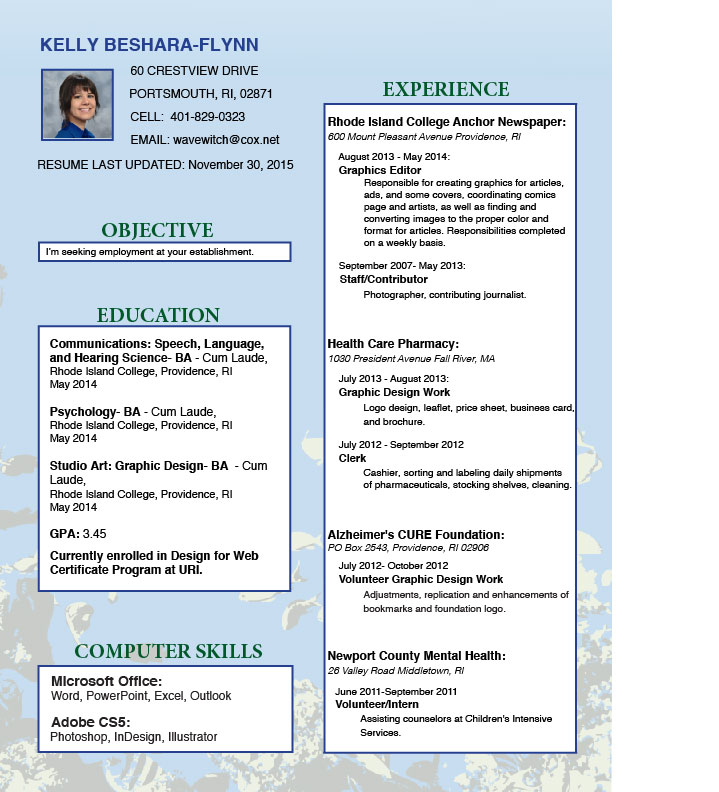 KELLY BESHARA-FLYNN
60 CRESTVIEW DRIVE
PORTSMOUTH, RI, 02871
CELL: 401-829-0323
EMAIL: wavewitch@cox.net
RESUME LAST UPDATED: November 30, 2015
OBJECTIVE
I'm seeking employment at your establishment.
EDUCATION
Communications: Speech, Language,
and Hearing Science- BA - Cum Laude,
Rhode Island College, Providence, RI
May 2014
Psychology- BA - Cum Laude,
Rhode Island College, Providence, RI
May 2014
Studio Art: Graphic Design- BA - Cum
Laude,
Rhode Island College, Providence, RI
May 2014
GPA: 3.45
Currently enrolled in Design for Web
Certificate Program at URI.
COMPUTER SKILLS
Microsoft Office:
Word, PowerPoint, Excel, Outlook
Adobe CS5:
Photoshop, InDesign, Illustrator
EXPERIENCE
Rhode Island College Anchor Newspaper:
600 Mount Pleasant Avenue Providence, RI
August 2013 - May 2014:
Graphics Editor
Responsible for creating graphics for articles,
ads, and some covers, coordinating comics
page and artists, as well as finding and
converting images to the proper color and
format for articles. Responsibilities completed
on a weekly basis.
September 2007- May 2013:
Staff/Contributor
Photographer, contributing journalist.
Health Care Pharmacy:
1030 President Avenue Fall River, MA
July 2013 - August 2013:
Graphic Design Work
Logo design, leaflet, price sheet, business card,
and brochure.
July 2012 - September 2012
Clerk
Cashier, sorting and labeling daily shipments
of pharmaceuticals, stocking shelves, cleaning.
Alzheimer's CURE Foundation:
PO Box 2543, Providence, RI 02906
July 2012- October 2012
Volunteer Graphic Design Work
Adjustments, replication and enhancements of
bookmarks and foundation logo.
Newport County Mental Health:
26 Valley Road Middletown, RI
June 2011-September 2011
Volunteer/Intern
Assisting counselors at Children's Intensive
Services.